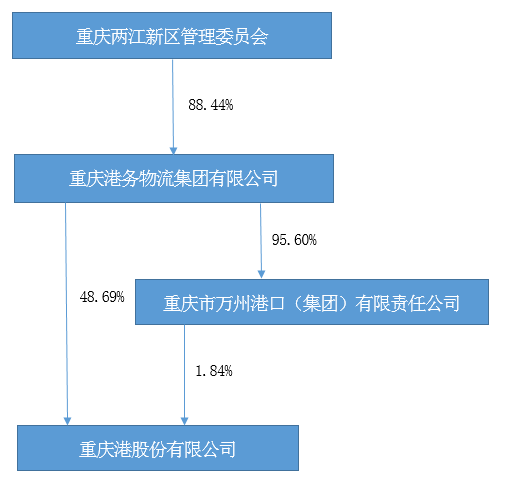 重庆两江新区管理委员会
88.44%
重庆港务物流集团有限公司
95.60%
重庆市万州港口（集团）有限责任公司
48.69%
1.84%
重庆港股份有限公司